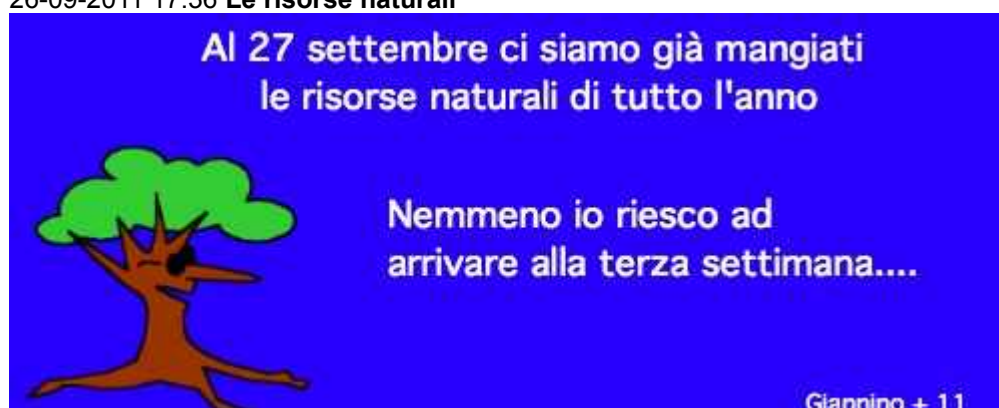 26-09-2011 17:36 Le risorse naturali
Al 27 settembre ci siamo già mangiati
le risorse naturali di tutto l'anno
Nemmeno io riesco ad
arrivare alla terza settimana....
Giannino + 11